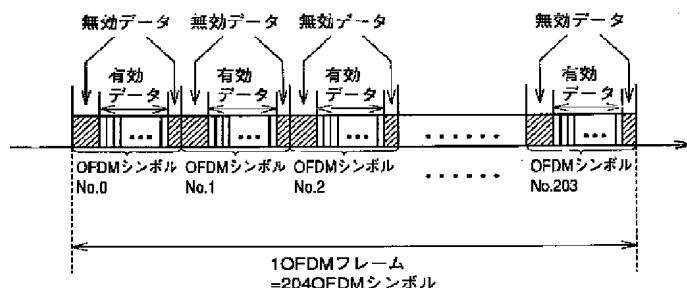 無効データ 無効データ 無効データ 無効データ
有効 有効 有効 有効
データ データ データ データ
OFDMシンボル OFDMシンボル OFDMシンボル OFDMシンボル
No.0 No.1 No.2 No.203
1OFDMフレーム
=204OFDMシンボル